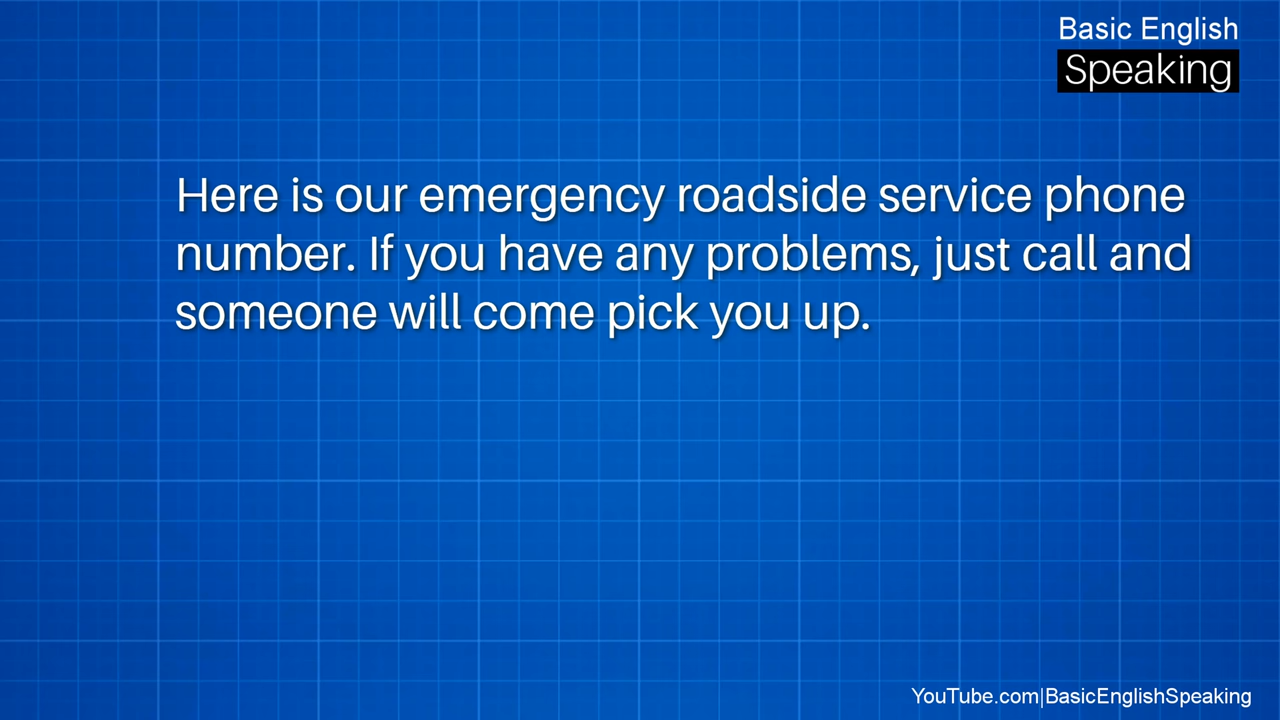 Basic English
Speaking
Here is our emergency roadside service phone
number. If you have any problems, just call and
someone will come pick you up.
YouTube.com|BasicEnglishSpeaking